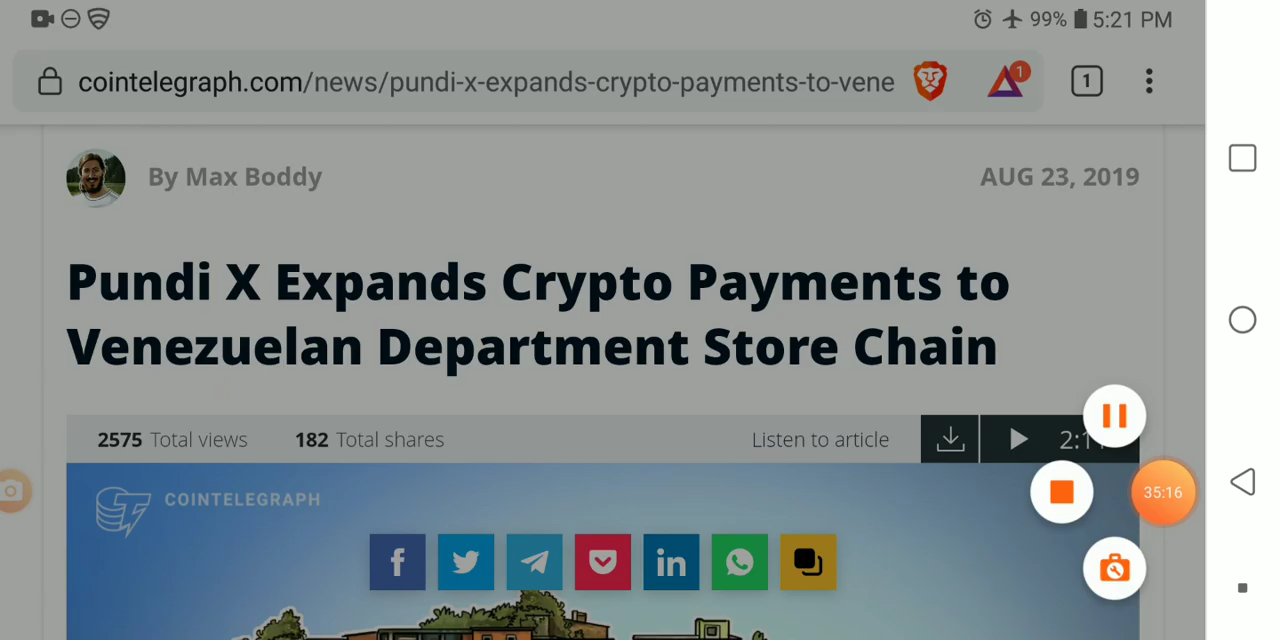 99% 5:21 PM
cointelegraph.com/news/pundi-x-expands-crypto-payments-to-vene
1
1
By Max Boddy
AUG 23, 2019
Pundi X Expands Crypto Payments to
Venezuelan Department Store Chain
2575 Total views 182 Total shares
Listen to article
35:16
COINTELEGRAPH